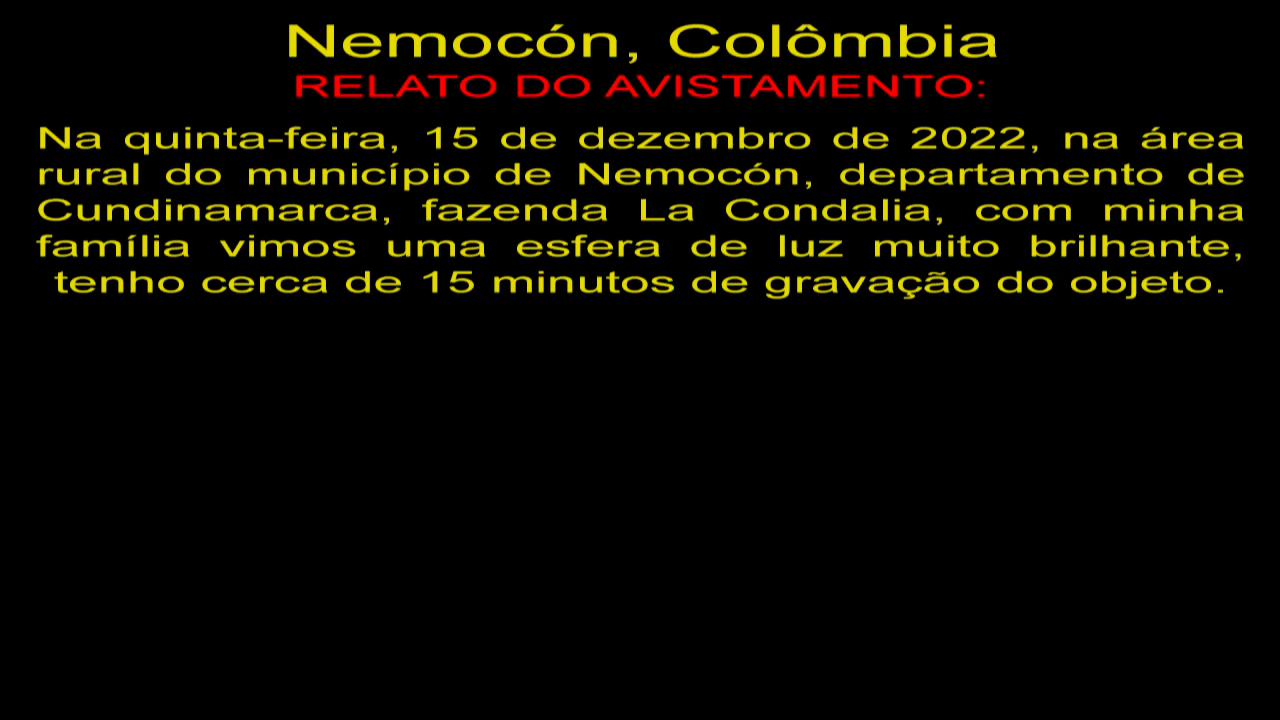 Nemocón, Colômbia
RELATO DO AVISTAMENTO:
Na quinta-feira, 15 de dezembro de 2022, na área
rural do município de Nemocón, departamento de
Cundinamarca, fazenda La Condalia, com minha
família vimos uma esfera de luz muito brilhante,
tenho cerca de 15 minutos de gravação do objeto.